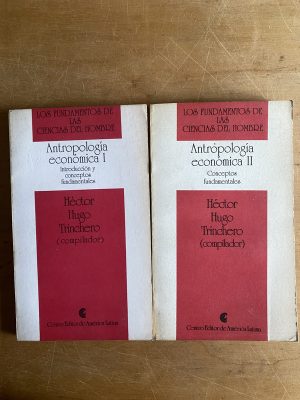 LOS FUNDAMENTOS DE
LAS
CIENCIAS DEL HOMBRE
Antropología
económica I
Introducción y
conceptos
fundamentales
Héctor
Hugo
Trinchero
(compilador)
Centro Editor de América Latina
LOS FUNDAMENTOS DE
LAS
CIENCIAS DEL HOMBRE
Antropología
económica II
Conceptos
fundamentales
Héctor
Hugo
Trinchero
(compilador)
Centro Editor de América Latina